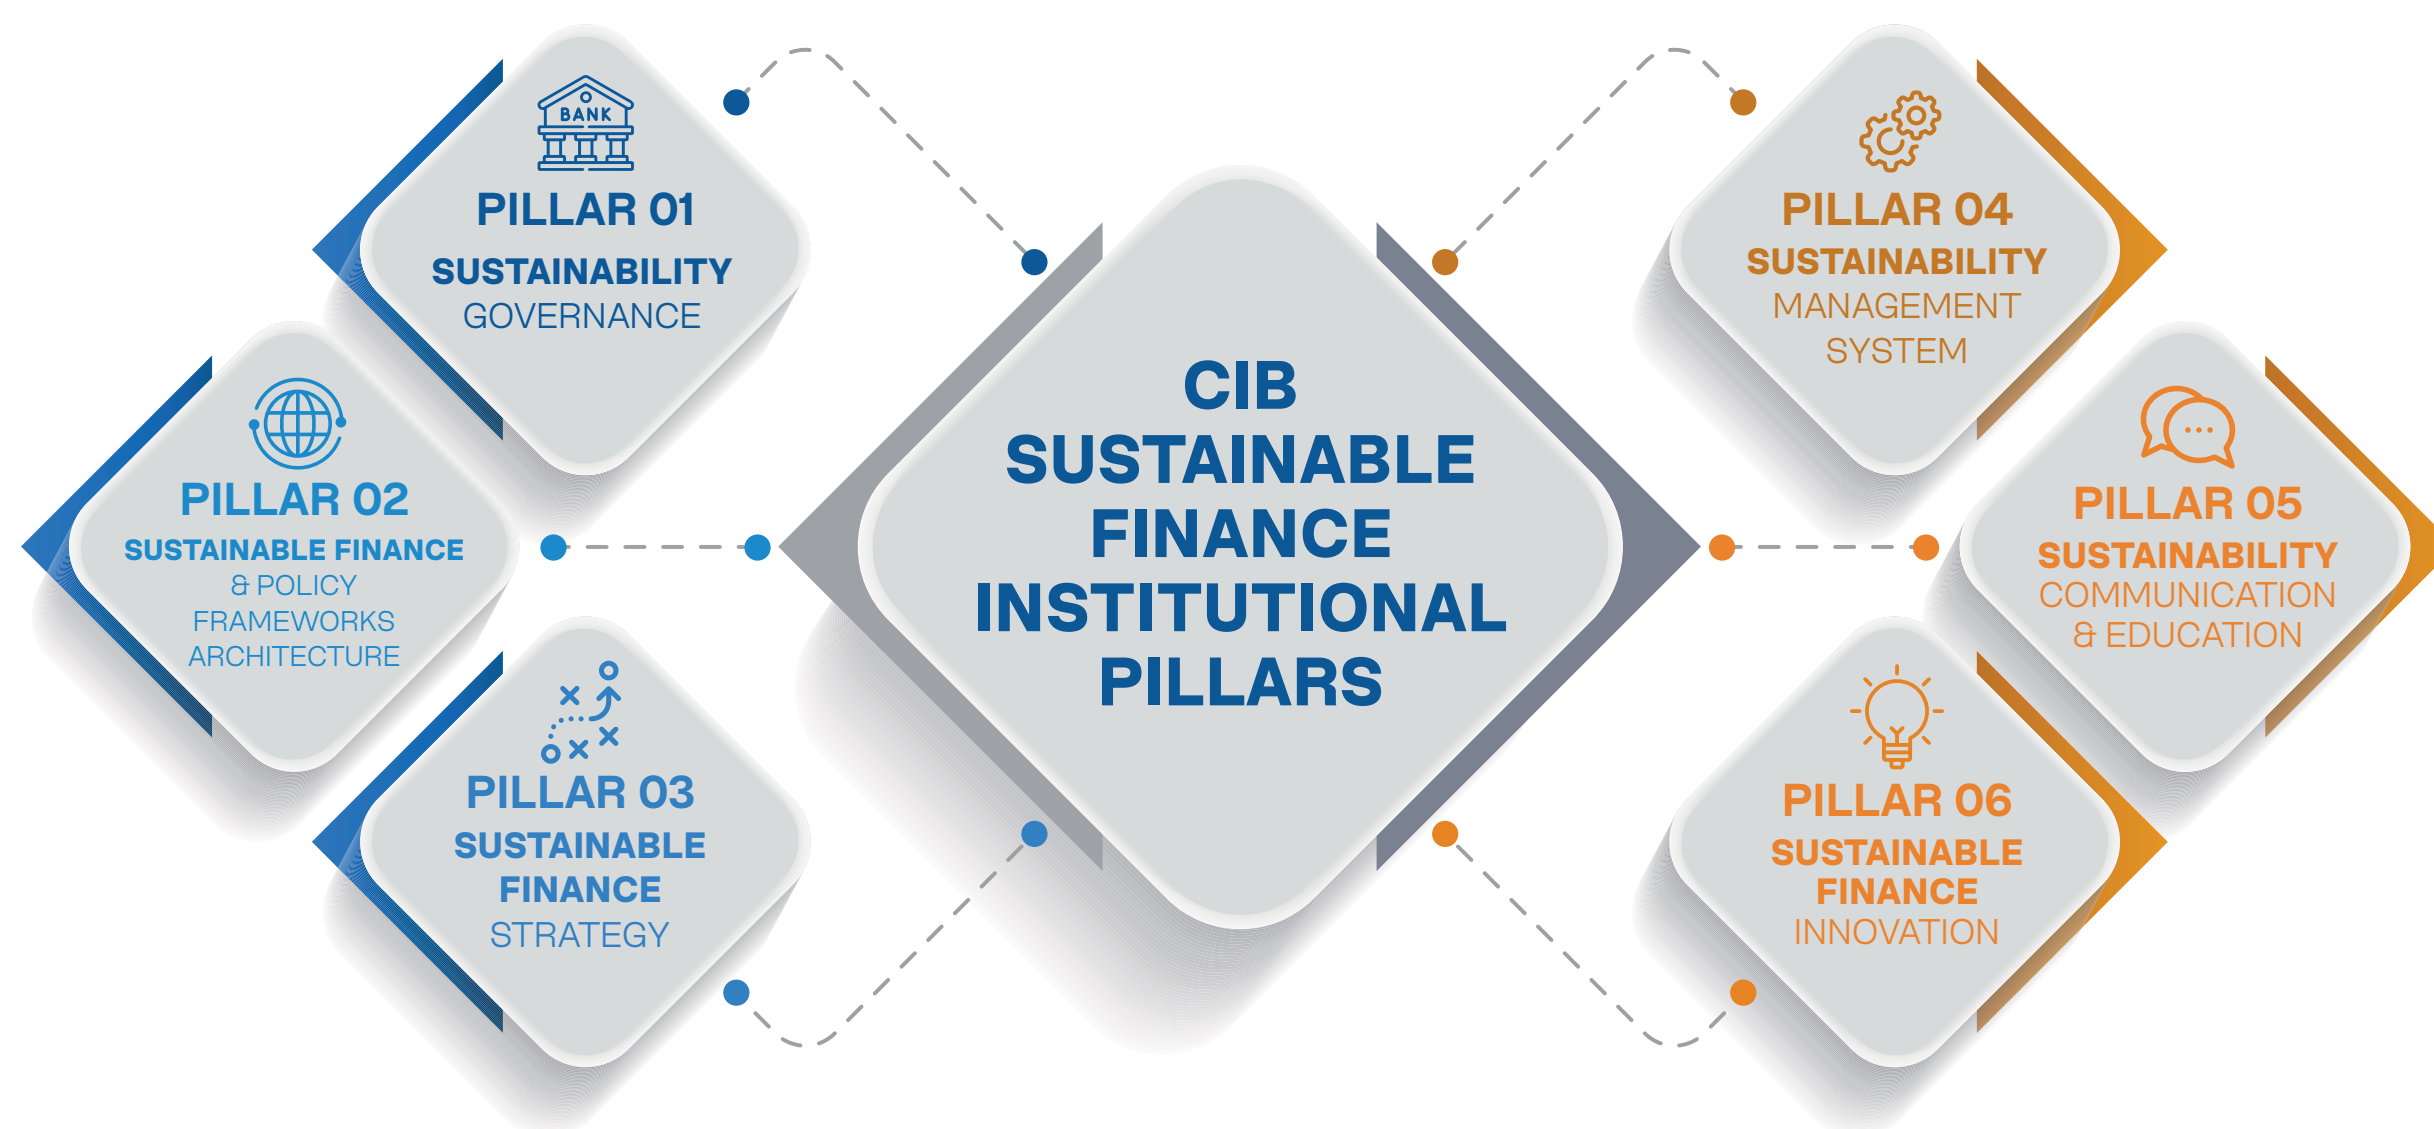 BANK
PILLAR 01
SUSTAINABILITY
GOVERNANCE
PILLAR 02
SUSTAINABLE FINANCE
& POLICY
FRAMEWORKS
ARCHITECTURE
PILLAR 03
SUSTAINABLE
FINANCE
STRATEGY
CIB
SUSTAINABLE
FINANCE
INSTITUTIONAL
PILLARS
PILLAR 04
SUSTAINABILITY
MANAGEMENT
SYSTEM
PILLAR 05
SUSTAINABILITY
COMMUNICATION
& EDUCATION
PILLAR 06
SUSTAINABLE
FINANCE
INNOVATION